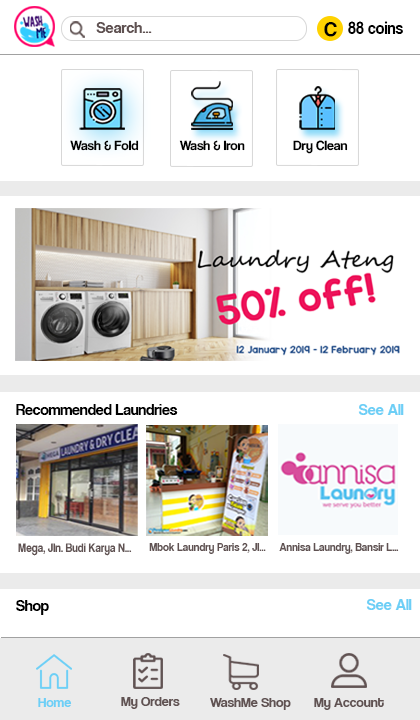 WASH
ME
Search...
C 88 coins
Wash & Fold
Wash & Iron
Dry Clean
Laundry Ateng
50% off!
12 January 2019 - 12 February 2019
Recommended Laundries
See All
LAUNDRY & DRY CLEA
annisa
Laundry
we serve you better
Mega, Jln. Budi Karya N...
Mbok Laundry Paris 2, Jl...
Annisa Laundry, Bansir L...
Shop
See All
Home
My Orders
WashMe Shop
My Account